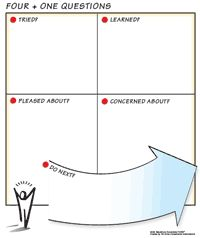 FOUR + ONE QUESTIONS
TRIED?
LEARNED?
PLEASED ABOUT?
CONCERNED ABOUT?
DO NEXT?